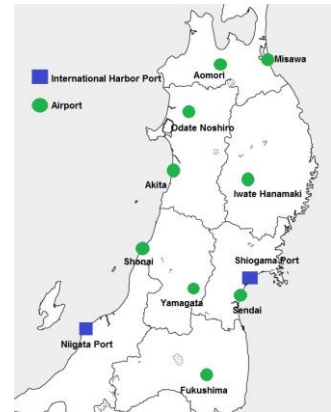 Misawa
Aomori
International Harbor Port
Airport
Odate Noshiro
Akita
Iwate Hanamaki
Shonai
Shiogama Port
Yamagata
Sendai
Niigata Port
Fukushima